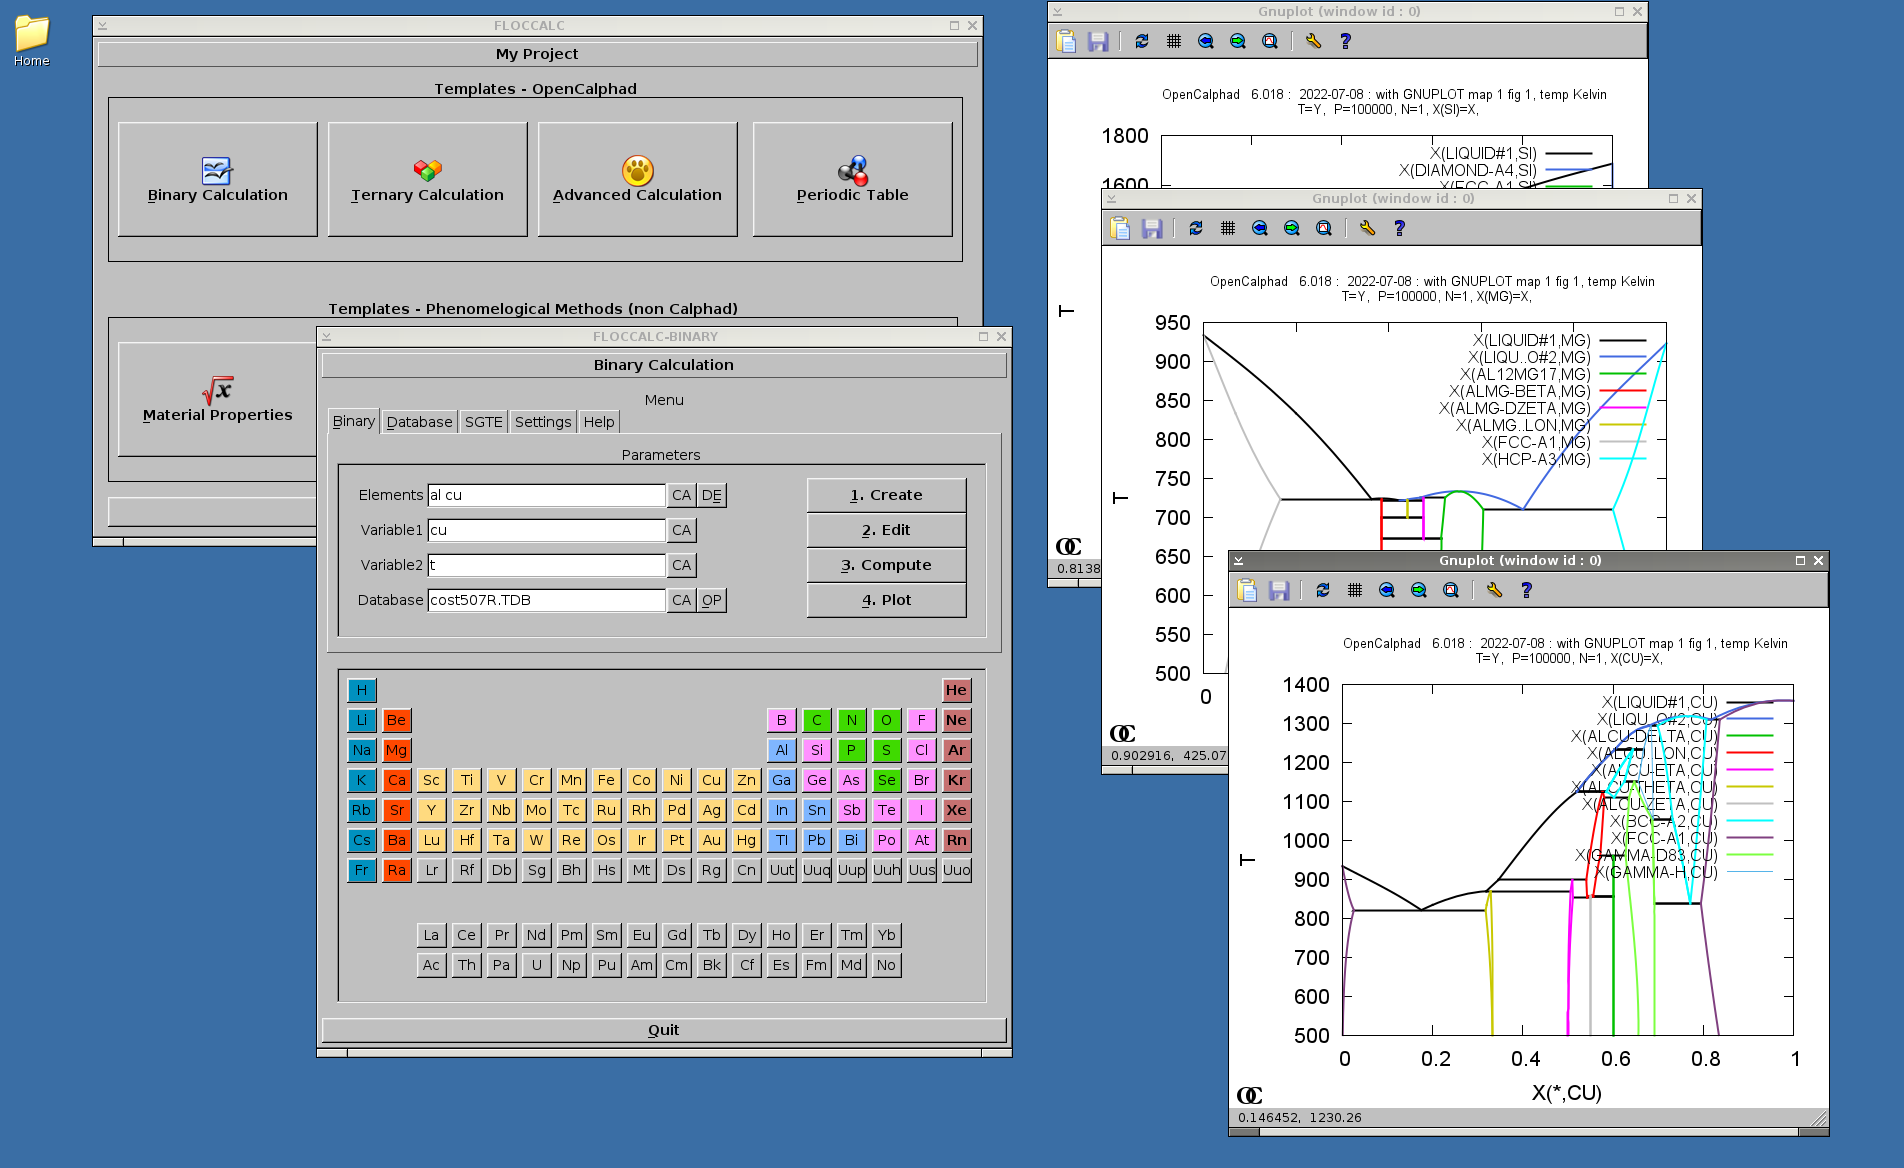 Home
FLOCCALC
My Project
Templates - OpenCalphad
Binary Calculation
Ternary Calculation
Advanced Calculation
Periodic Table
Templates - Phenomelogical Methods (non Calphad)
Material Properties
FLOCCALC-BINARY
Binary Calculation
Menu
Binary Database SGTE Settings Help
Parameters
Elements al cu CA DE 1. Create
Variable1 cu CA 2. Edit
Variable2 t CA 3. Compute
Database cost507R.TDB CA OP 4. Plot
H He
Li Be B C N O F Ne
Na Mg Al Si P S Cl Ar
K Ca Sc Ti V Cr Mn Fe Co Ni Cu Zn Ga Ge As Se Br Kr
Rb Sr Y Zr Nb Mo Tc Ru Rh Pd Ag Cd In Sn Sb Te I Xe
Cs Ba Lu Hf Ta W Re Os Ir Pt Au Hg Tl Pb Bi Po At Rn
Fr Ra Lr Rf Db Sg Bh Hs Mt Ds Rg Cn Uut Uuq Uup Uuh Uus Uuo
La Ce Pr Nd Pm Sm Eu Gd Tb Dy Ho Er Tm Yb
Ac Th Pa U Np Pu Am Cm Bk Cf Es Fm Md No
Quit
Gnuplot (window id : 0)
OpenCalphad 6.018 : 2022-07-08 : with GNUPLOT map 1 fig 1, temp Kelvin
T=Y, P=100000, N=1, X(SI)=X,
1800
1600
X(LIQUID#1,SI)
X(DIAMOND-A4,SI)
X(FCC-A1,SI)
T
OC
0.8138
Gnuplot (window id : 0)
OpenCalphad 6.018 : 2022-07-08 : with GNUPLOT map 1 fig 1, temp Kelvin
T=Y, P=100000, N=1, X(MG)=X,
950
900
850
800
750
700
650
600
550
500
0
T
X(LIQUID#1,MG)
X(LIQU..O#2,MG)
X(AL12MG17,MG)
X(ALMG-BETA,MG)
X(ALMG-DZETA,MG)
X(ALMG..LON,MG)
X(FCC-A1,MG)
X(HCP-A3,MG)
OC
0.902916, 425.07
Gnuplot (window id : 0)
OpenCalphad 6.018 : 2022-07-08 : with GNUPLOT map 1 fig 1, temp Kelvin
T=Y, P=100000, N=1, X(CU)=X,
1400
1300
1200
1100
1000
900
800
700
600
500
T
X(LIQUID#1,CU)
X(LIQU..O#2,CU)
X(ALCU-DELTA,CU)
X(ALCU..LON,CU)
X(ALCU-ETA,CU)
X(ALCU-THETA,CU)
X(ALCU-ZETA,CU)
X(BCC-A2,CU)
X(FCC-A1,CU)
X(GAMMA-D83,CU)
X(GAMMA-H,CU)
0 0.2 0.4 0.6 0.8 1
X(*,CU)
OC
0.146452, 1230.26